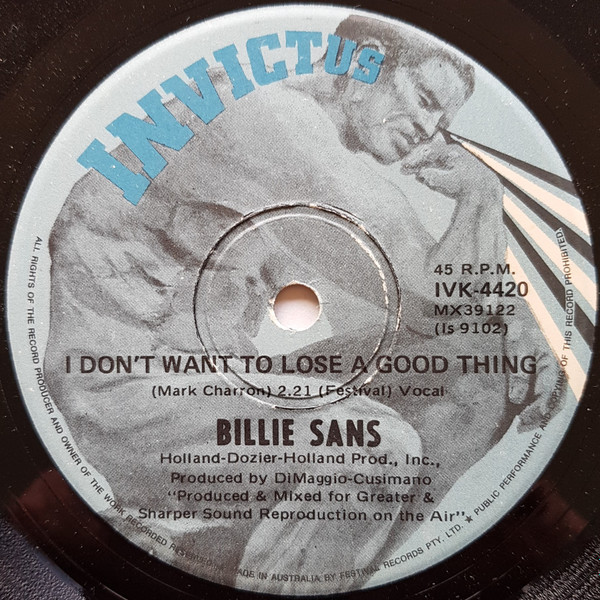 INVICTUS
45 R.P.M.
IVK-4420
MX39122
(Is 9102)
I DON'T WANT TO LOSE A GOOD THING
(Mark Charron) 2.21 (Festival) Vocal
BILLIE SANS
Holland-Dozier-Holland Prod., Inc.,
Produced by DiMaggio-Cusimano
"Produced & Mixed for Greater &
Sharper Sound Reproduction on the Air".
ALL RIGHTS OF THE RECORD PRODUCER AND OWNER OF THE WORK RECORDED RESERVED. ★ MADE IN AUSTRALIA BY FESTIVAL RECORDS PTY. LTD. ★ PUBLIC PERFORMANCE AND COPYING OF THIS RECORD PROHIBITED